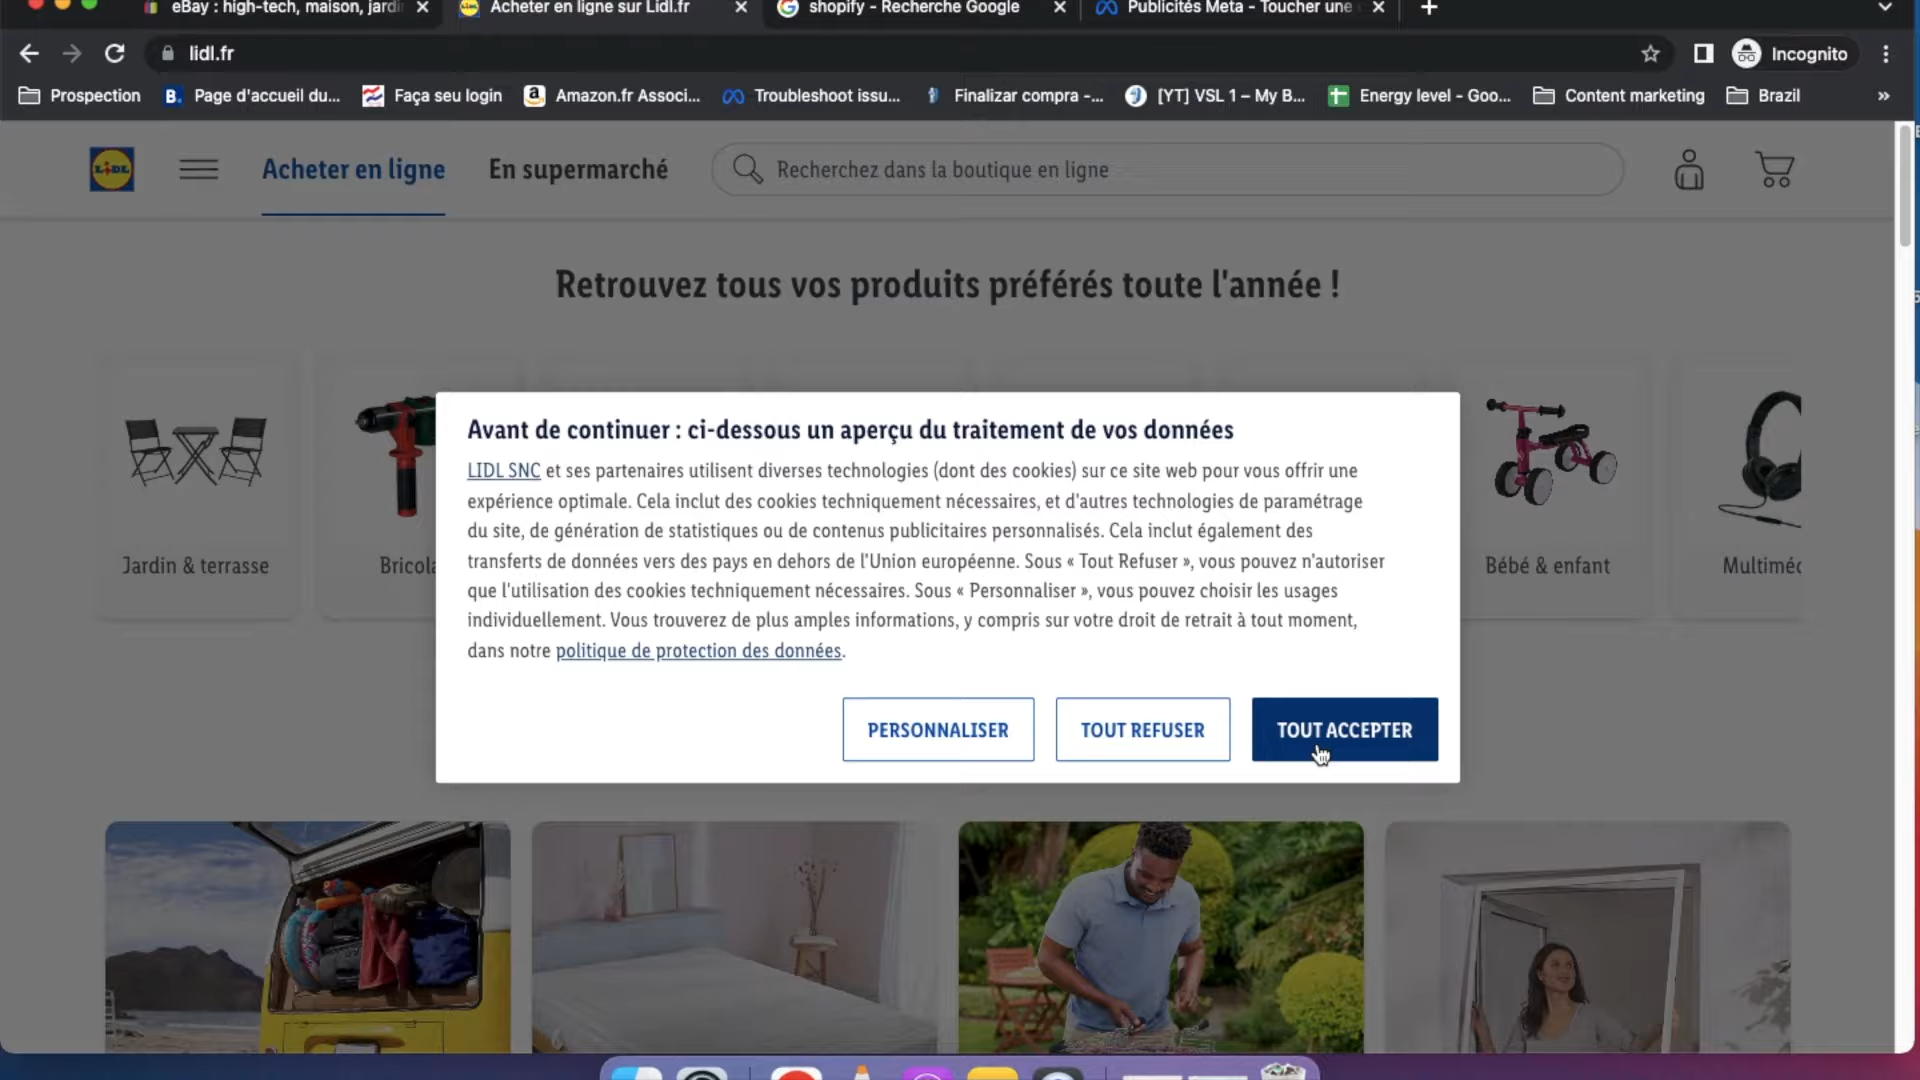 eBay : high-tech, maison, jardi
Acheter en ligne sur Lidl.fr
shopify - Recherche Google
Publicités Meta - Toucher une
lidl.fr
Incognito
Prospection
B. Page d'accueil du...
Faça seu login
a Amazon.fr Associ...
Troubleshoot issu...
Finalizar compra -...
[YT] VSL 1 – My B...
Energy level - Goo...
Content marketing
Brazil
»
LIDL
Acheter en ligne
En supermarché
Recherchez dans la boutique en ligne
Retrouvez tous vos produits préférés toute l'année !
Jardin & terrasse
Bricola
Bébé & enfant
Multiméd
Avant de continuer : ci-dessous un aperçu du traitement de vos données
LIDL SNC et ses partenaires utilisent diverses technologies (dont des cookies) sur ce site web pour vous offrir une
expérience optimale. Cela inclut des cookies techniquement nécessaires, et d'autres technologies de paramétrage
du site, de génération de statistiques ou de contenus publicitaires personnalisés. Cela inclut également des
transferts de données vers des pays en dehors de l'Union européenne. Sous « Tout Refuser », vous pouvez n'autoriser
que l'utilisation des cookies techniquement nécessaires. Sous « Personnaliser », vous pouvez choisir les usages
individuellement. Vous trouverez de plus amples informations, y compris sur votre droit de retrait à tout moment,
dans notre politique de protection des données.
PERSONNALISER
TOUT REFUSER
TOUT ACCEPTER